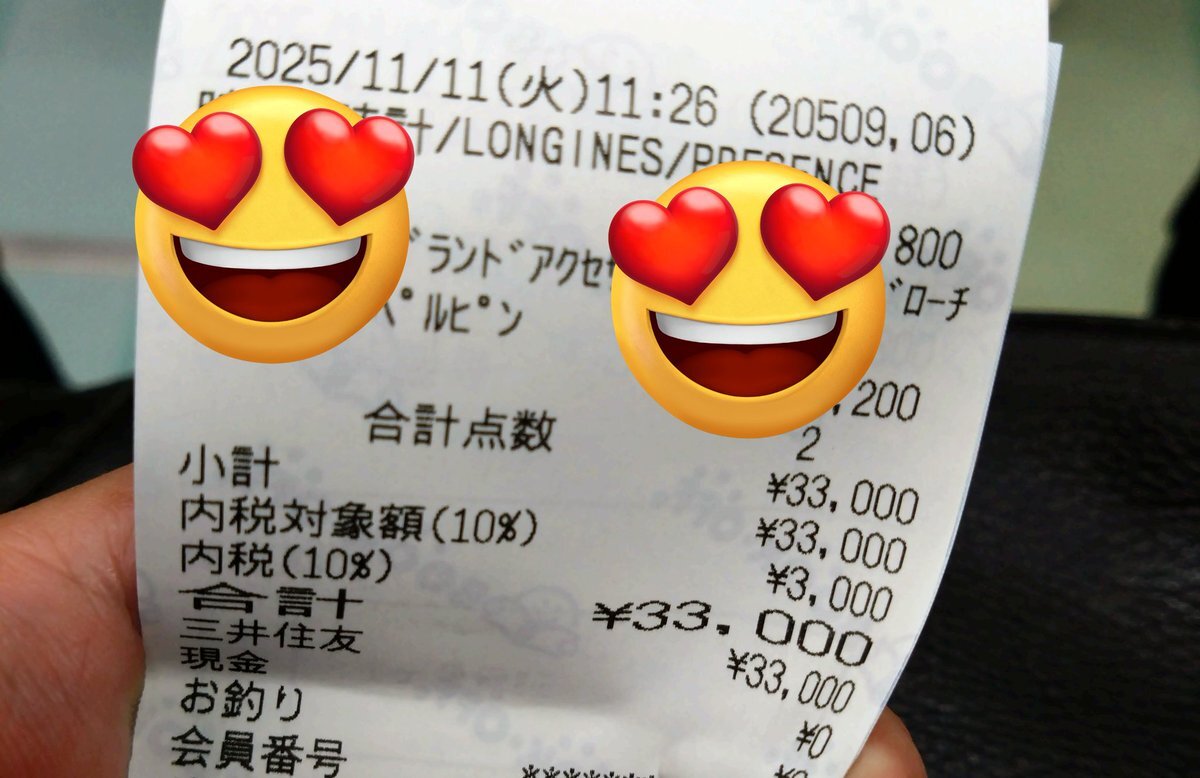 2025/11/11(火)11:26 (20509,06)
計/LONGINES/PRESENCE
800
ブランドアクセ ブローチ
ペルピン
,200
合計点数 2
小計 ¥33,000
内税対象額(10%) ¥33,000
内税(10%) ¥3,000
合計 ¥33,000
三井住友 ¥33,000
現金 ¥0
お釣り
会員番号 *******